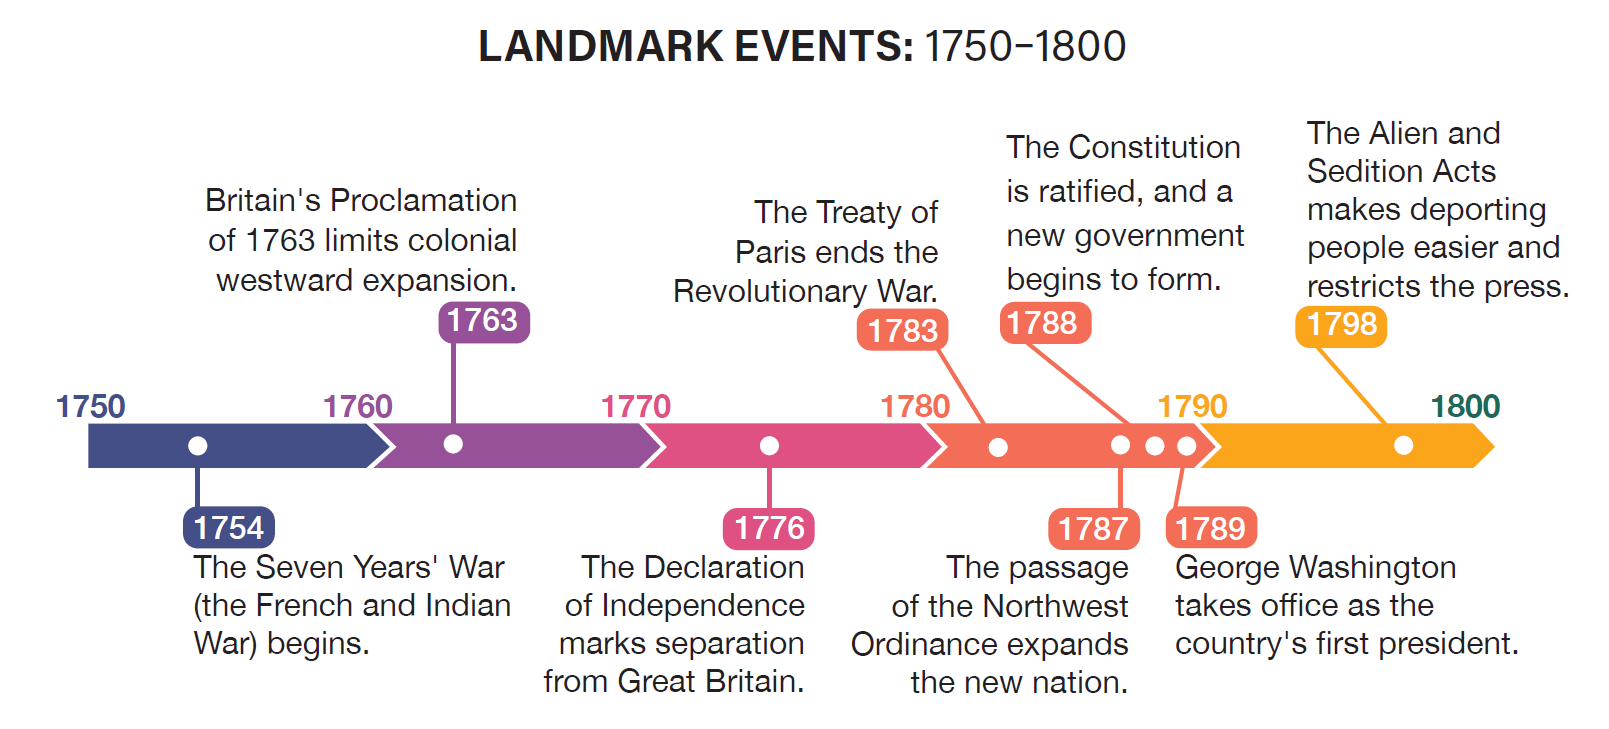 LANDMARK EVENTS: 1750–1800
Britain's Proclamation
of 1763 limits colonial
westward expansion.
1763
The Treaty of
Paris ends the
Revolutionary War.
1783
The Constitution
is ratified, and a
new government
begins to form.
1788
The Alien and
Sedition Acts
makes deporting
people easier and
restricts the press.
1798
1750
1760
1770
1780
1790
1800
1754
The Seven Years' War
(the French and Indian
War) begins.
1776
The Declaration
of Independence
marks separation
from Great Britain.
1787
The passage
of the Northwest
Ordinance expands
the new nation.
1789
George Washington
takes office as the
country's first president.